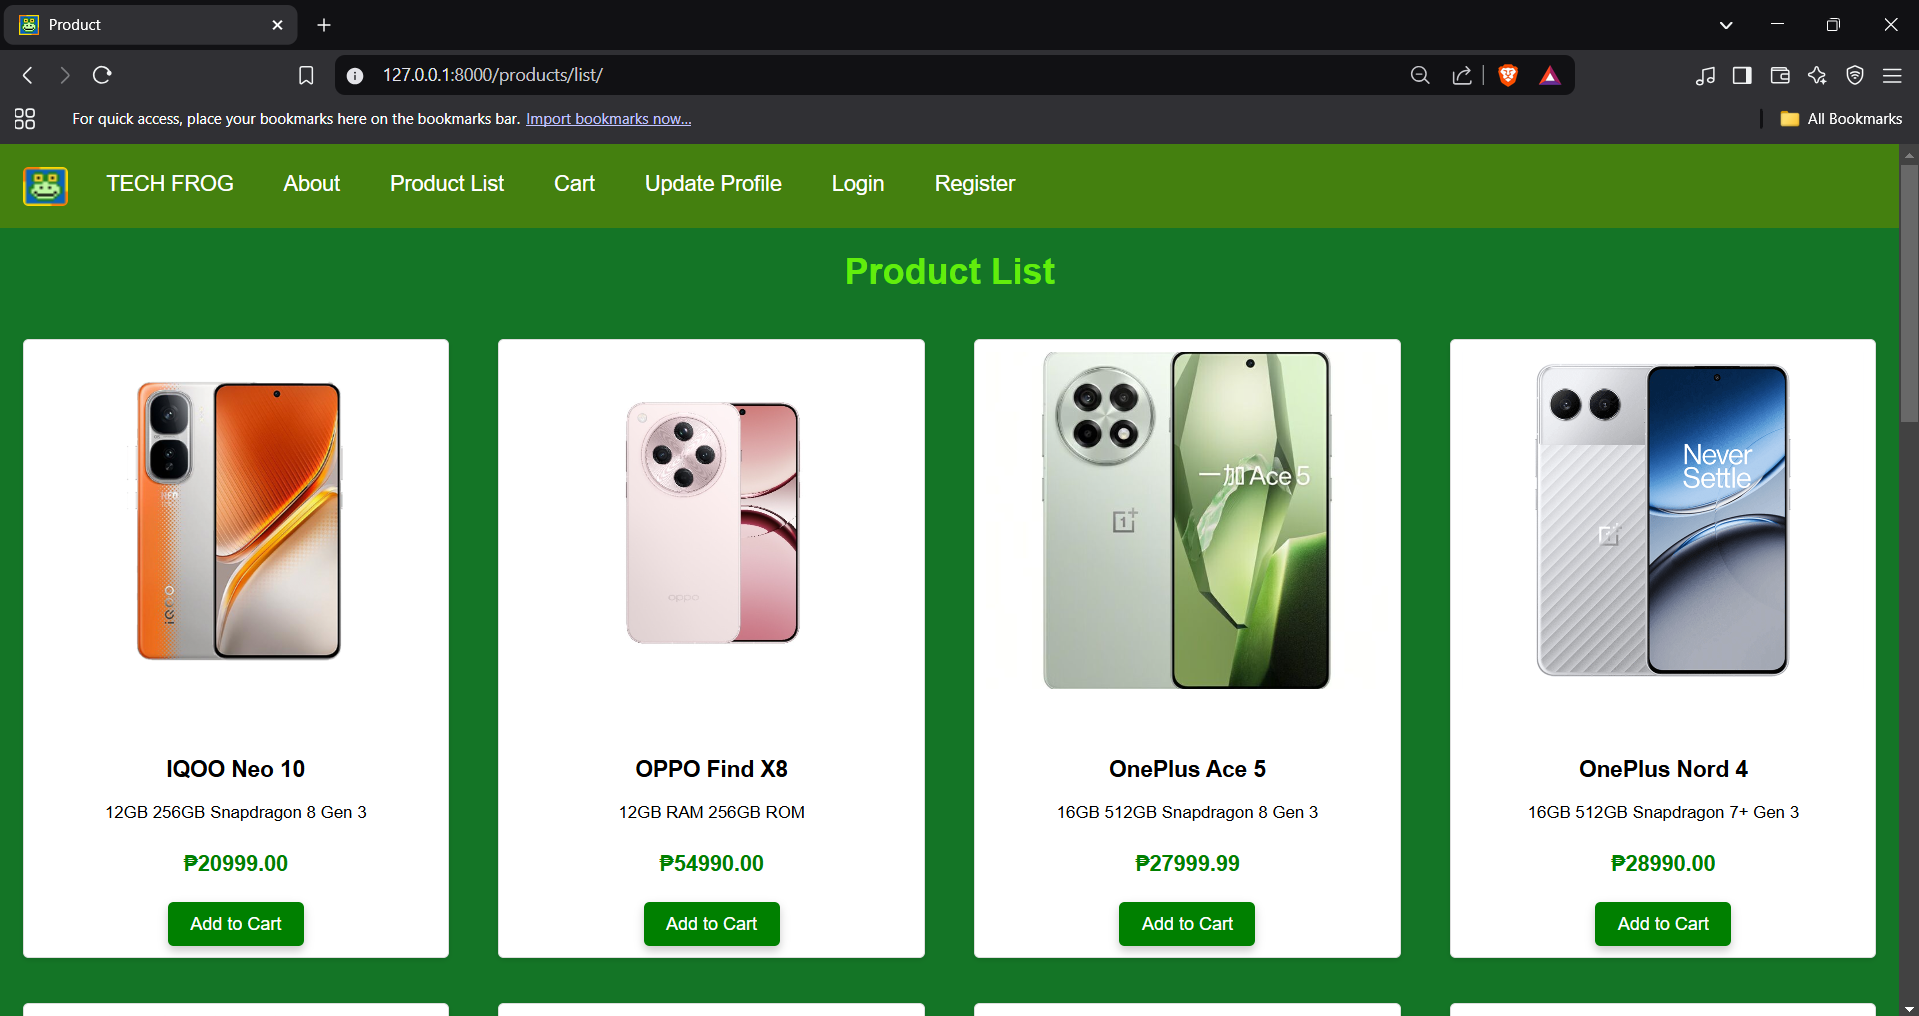 Product
127.0.0.1:8000/products/list/
For quick access, place your bookmarks here on the bookmarks bar. Import bookmarks now...
All Bookmarks
TECH FROG About Product List Cart Update Profile Login Register
Product List
NEO
iQOO
oppo
一加 Ace 5
1+
Never
Settle
IQOO Neo 10
12GB 256GB Snapdragon 8 Gen 3
₱20999.00
Add to Cart
OPPO Find X8
12GB RAM 256GB ROM
₱54990.00
Add to Cart
OnePlus Ace 5
16GB 512GB Snapdragon 8 Gen 3
₱27999.99
Add to Cart
OnePlus Nord 4
16GB 512GB Snapdragon 7+ Gen 3
₱28990.00
Add to Cart